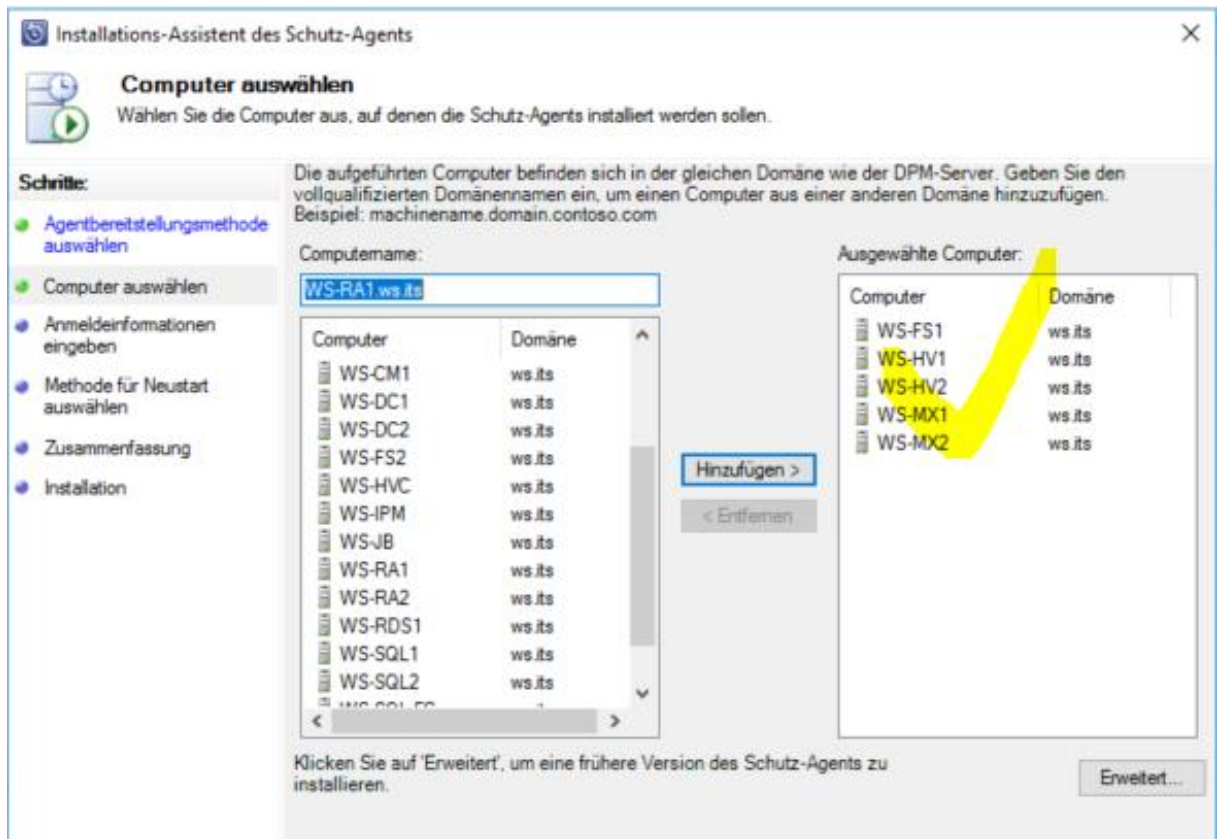 Installations-Assistent des Schutz-Agents
Computer auswählen
Wählen Sie die Computer aus, auf denen die Schutz-Agents installiert werden sollen.
Schritte:
Agentbereitstellungsmethode
auswählen
Computer auswählen
Anmeldeinformationen
eingeben
Methode für Neustart
auswählen
Zusammenfassung
Installation
Die aufgeführten Computer befinden sich in der gleichen Domäne wie der DPM-Server. Geben Sie den
vollqualifizierten Domänennamen ein, um einen Computer aus einer anderen Domäne hinzuzufügen.
Beispiel: machinename.domain.contoso.com
Computername:
WS-RA1.ws.its
Computer Domäne
WS-CM1 ws.its
WS-DC1 ws.its
WS-DC2 ws.its
WS-FS2 ws.its
WS-HVC ws.its
WS-IPM ws.its
WS-JB ws.its
WS-RA1 ws.its
WS-RA2 ws.its
WS-RDS1 ws.its
WS-SQL1 ws.its
WS-SQL2 ws.its
Hinzufügen >
< Entfernen
Ausgewählte Computer:
Computer Domäne
WS-FS1 ws.its
WS-HV1 ws.its
WS-HV2 ws.its
WS-MX1 ws.its
WS-MX2 ws.its
Klicken Sie auf 'Erweitert', um eine frühere Version des Schutz-Agents zu
installieren.
Erweitert...